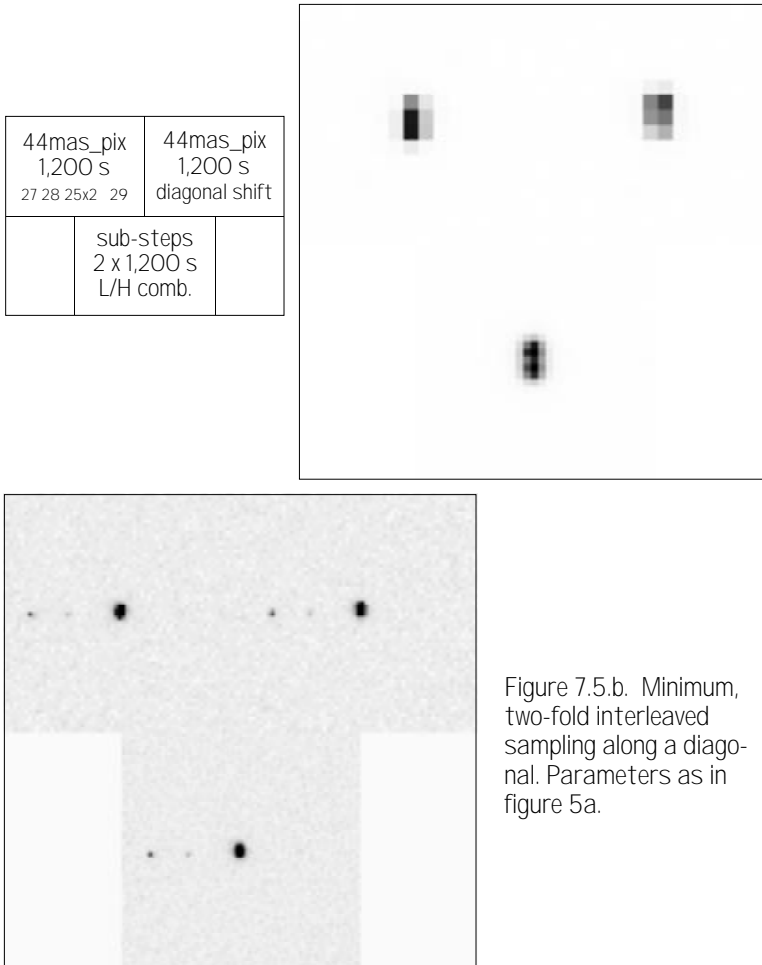 44mas_pix
1,200 s
27 28 25x2 29
44mas_pix
1,200 s
diagonal shift
sub-steps
2 x 1,200 s
L/H comb.
Figure 7.5.b. Minimum,
two-fold interleaved
sampling along a diago-
nal. Parameters as in
figure 5a.